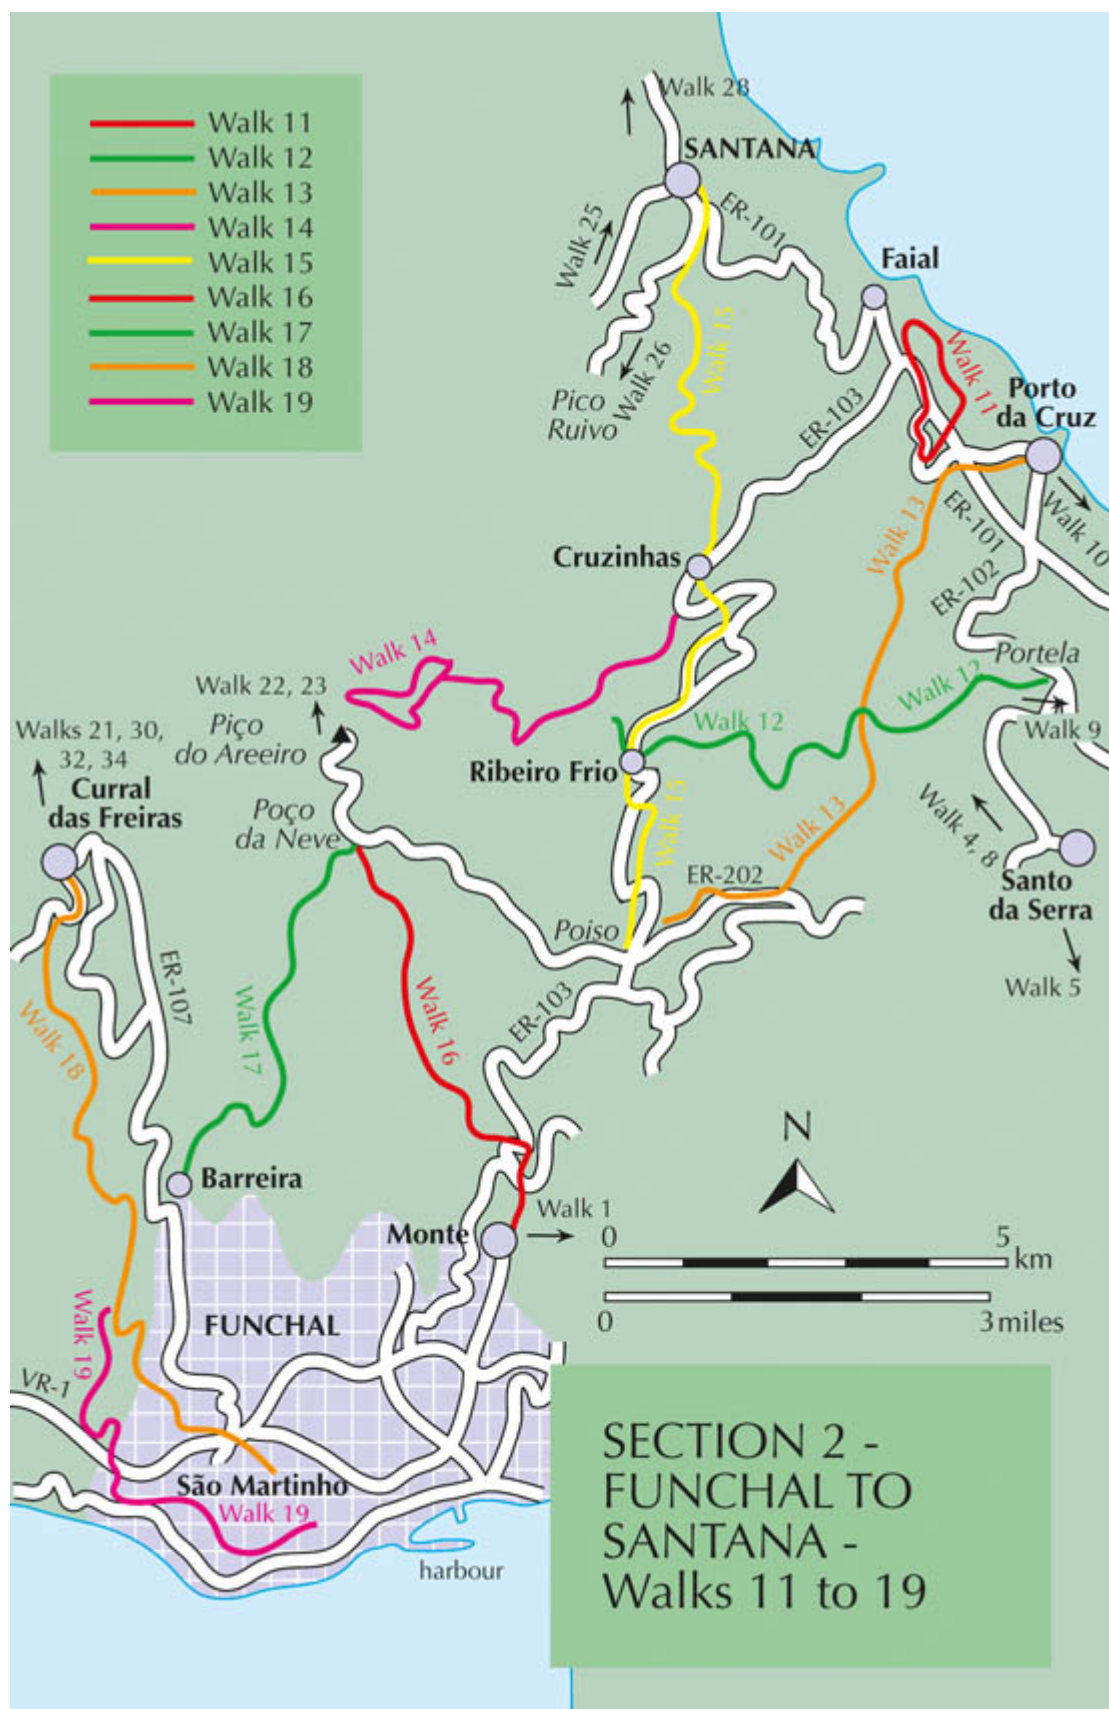 Walk 11
Walk 12
Walk 13
Walk 14
Walk 15
Walk 16
Walk 17
Walk 18
Walk 19
Walk 28
SANTANA
ER-101
Walk 25
Faial
Walk 15
Walk 26
Pico
Ruivo
Walk 11
Porto
da Cruz
ER-103
Walk 10
Walk 13
ER-101
Cruzinhas
ER-102
Portela
Walk 14
Walk 22, 23
Piço
do Areeiro
Walk 12
Walk 12
Walk 9
Walks 21, 30,
32, 34
Curral
das Freiras
Ribeiro Frio
Poço
da Neve
Walk 15
Walk 13
Walk 4, 8
ER-202
Santo
da Serra
Poiso
Walk 5
ER-107
ER-103
Walk 18
Walk 17
Walk 16
N
Barreira
Monte
Walk 1
0
5
km
0
3 miles
FUNCHAL
Walk 19
VR-1
São Martinho
Walk 19
harbour
SECTION 2 -
FUNCHAL TO
SANTANA -
Walks 11 to 19